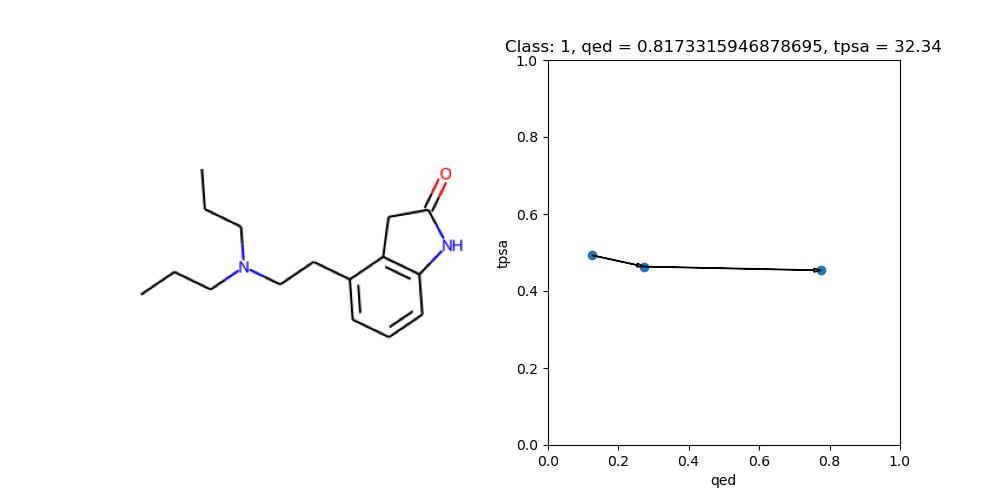 Class: 1, qed = 0.8173315946878695, tpsa = 32.34
O
NH
N
1.0
0.8
0.6
0.4
0.2
0.0
tpsa
0.0 0.2 0.4 0.6 0.8 1.0
qed